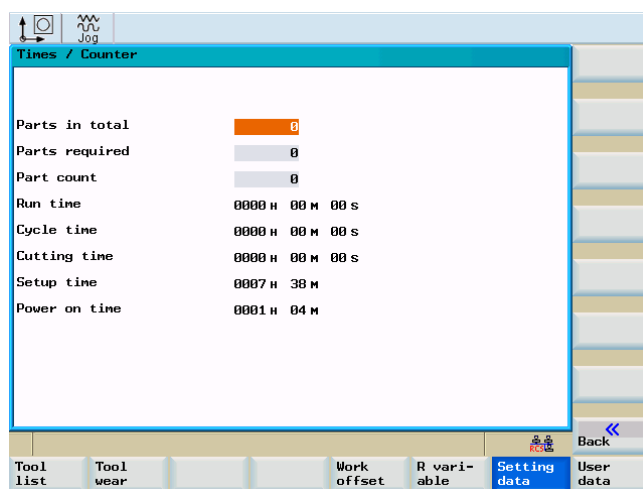 Jog
Times / Counter
Parts in total 0
Parts required 0
Part count 0
Run time 0000 H 00 M 00 S
Cycle time 0000 H 00 M 00 S
Cutting time 0000 H 00 M 00 S
Setup time 0007 H 38 M
Power on time 0001 H 04 M
RCS
Back
Tool list
Tool wear
Work offset
R vari-able
Setting data
User data